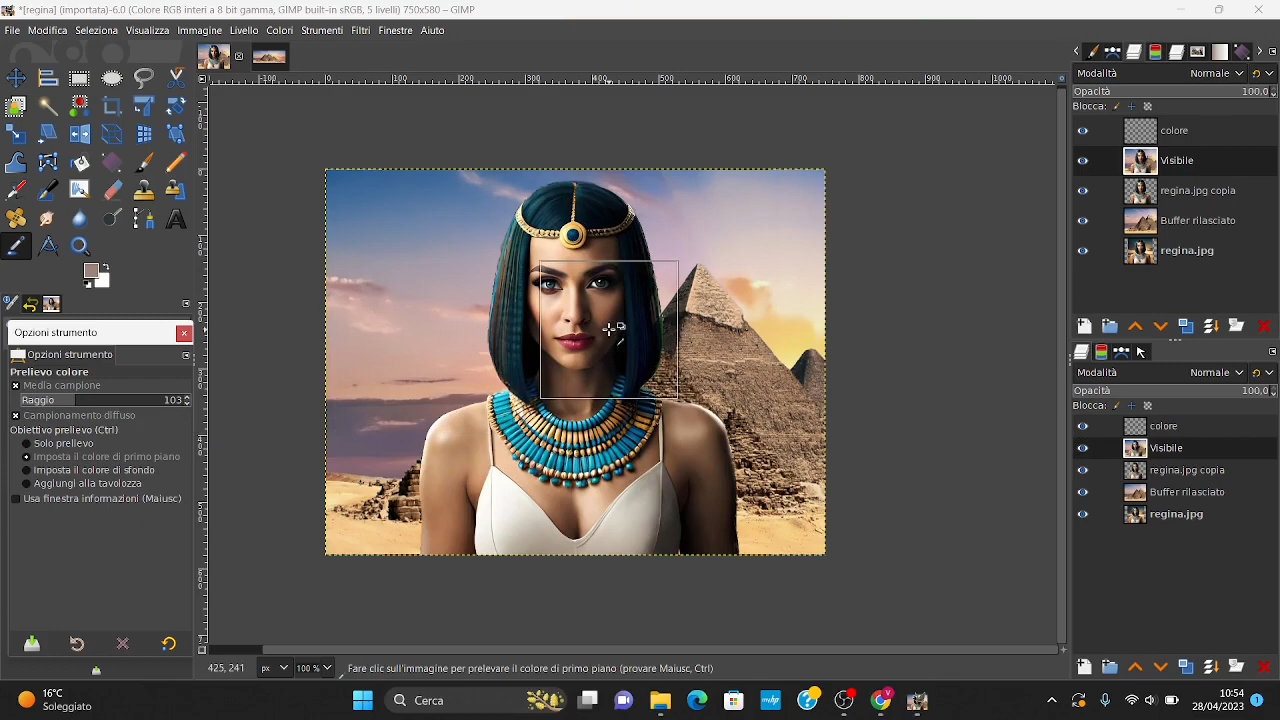 *[regina] (importata)-6.0 (Colore RGB interi a 8 bit gamma, GIMP built-in sRGB, 5 livelli) 750x580 – GIMP
File Modifica Seleziona Visualizza Immagine Livello Colori Strumenti Filtri Finestre Aiuto
Modalità Normale
Opacità 100,0
Blocca:
colore
Visibile
regina.jpg copia
Buffer rilasciato
regina.jpg
Opzioni strumento
Opzioni strumento
Prellevo colore
Media campione
Raggio 103
Campionamento diffuso
Obiettivo prellevo (Ctrl)
Solo prellevo
Imposta il colore di primo piano
Imposta il colore di sfondo
Aggiungi alla tavolozza
Usa finestra informazioni (Maiusc)
Modalità Normale
Opacità 100,0
Blocca:
colore
Visibile
regina.jpg copia
Buffer rilasciato
regina.jpg
425, 241 px 100 % Fare clic sull'immagine per prelevare il colore di primo piano (provare Maiusc, Ctrl)
16°C
Soleggiato
Cerca
10:54
28/04/2023